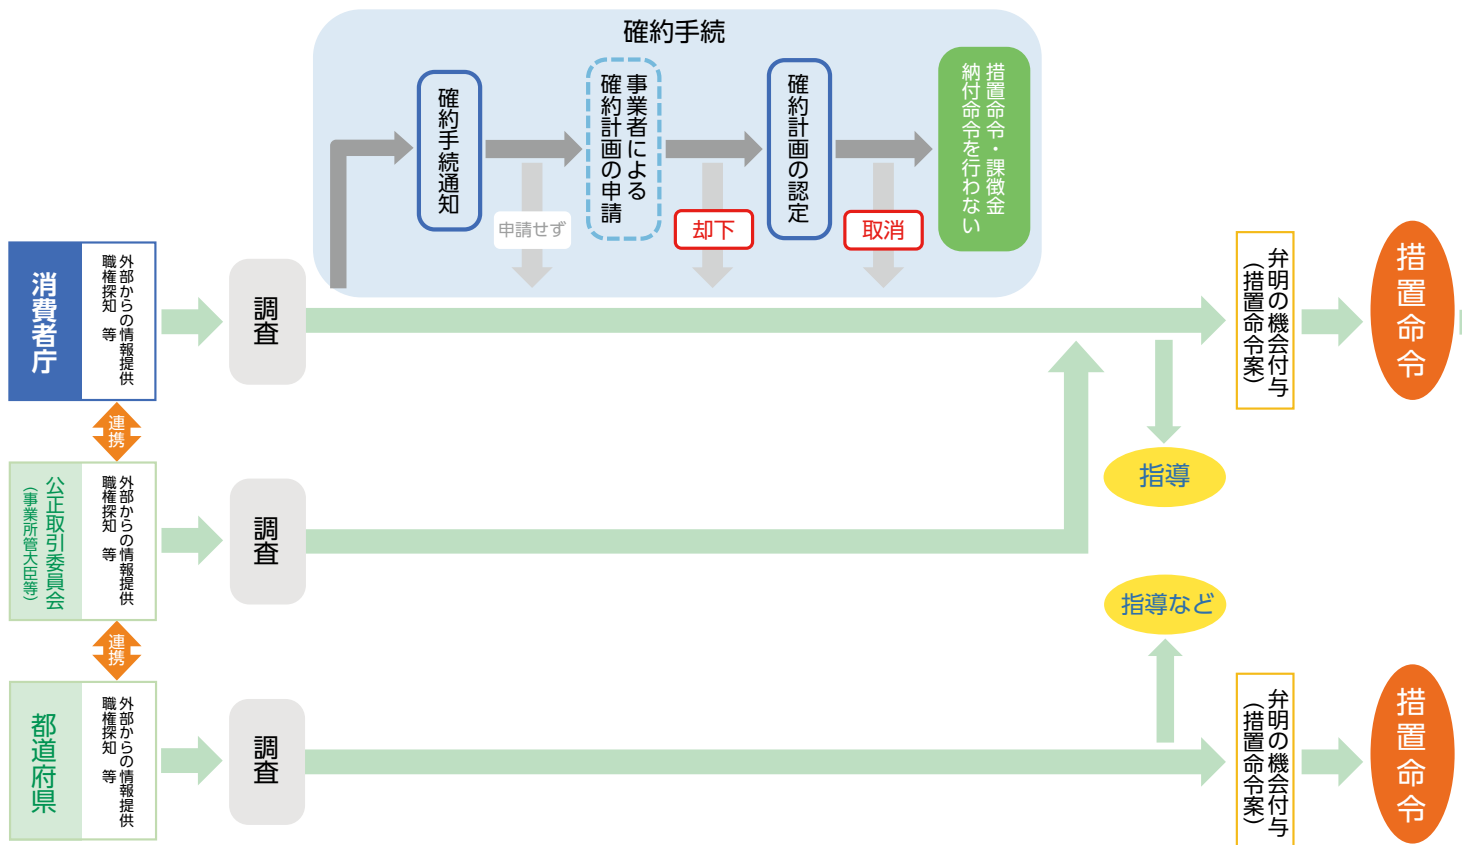 確約手続
確約手続通知
事業者による
確約計画の申請
確約計画の認定
措置命令・課徴金
納付命令を行わない
申請せず
却下
取消
消費者庁
外部からの情報提供
職権探知 等
調査
弁明の機会付与
（措置命令案）
措置命令
連携
指導
公正取引委員会
（事業所管大臣等）
外部からの情報提供
職権探知 等
調査
連携
指導など
都道府県
外部からの情報提供
職権探知 等
調査
弁明の機会付与
（措置命令案）
措置命令